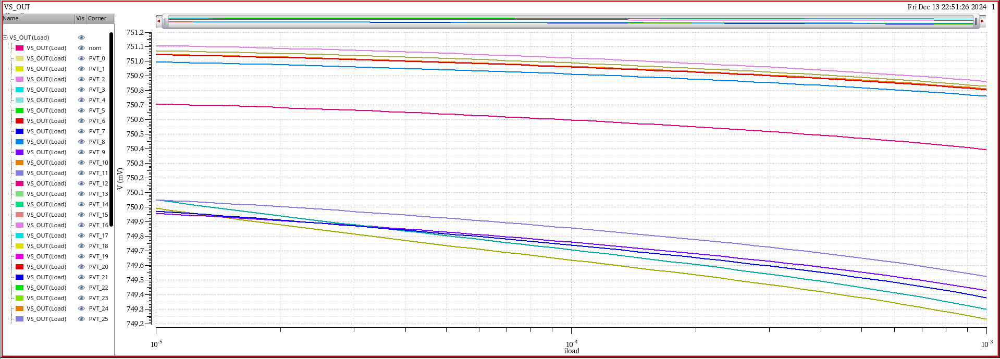 VS_OUT
Fri Dec 13 22:51:26 2024 1
Name Vis Corner
VS_OUT(Load)
VS_OUT(Load) nom
VS_OUT(Load) PVT_0
VS_OUT(Load) PVT_1
VS_OUT(Load) PVT_2
VS_OUT(Load) PVT_3
VS_OUT(Load) PVT_4
VS_OUT(Load) PVT_5
VS_OUT(Load) PVT_6
VS_OUT(Load) PVT_7
VS_OUT(Load) PVT_8
VS_OUT(Load) PVT_9
VS_OUT(Load) PVT_10
VS_OUT(Load) PVT_11
VS_OUT(Load) PVT_12
VS_OUT(Load) PVT_13
VS_OUT(Load) PVT_14
VS_OUT(Load) PVT_15
VS_OUT(Load) PVT_16
VS_OUT(Load) PVT_17
VS_OUT(Load) PVT_18
VS_OUT(Load) PVT_19
VS_OUT(Load) PVT_20
VS_OUT(Load) PVT_21
VS_OUT(Load) PVT_22
VS_OUT(Load) PVT_23
VS_OUT(Load) PVT_24
VS_OUT(Load) PVT_25
V (mV)
751.2
751.1
751.0
750.9
750.8
750.7
750.6
750.5
750.4
750.3
750.2
750.1
750.0
749.9
749.8
749.7
749.6
749.5
749.4
749.3
749.2
10-5 10-4 10-3
iload